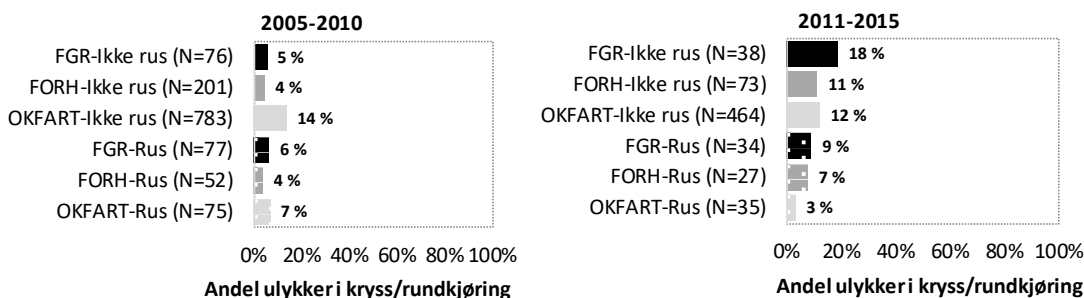 2005-2010
FGR-Ikke rus (N=76) 5 %
FORH-Ikke rus (N=201) 4 %
OKFART-Ikke rus (N=783) 14 %
FGR-Rus (N=77) 6 %
FORH-Rus (N=52) 4 %
OKFART-Rus (N=75) 7 %
0% 20% 40% 60% 80% 100%
Andel ulykker i kryss/rundkjøring
2011-2015
FGR-Ikke rus (N=38) 18 %
FORH-Ikke rus (N=73) 11 %
OKFART-Ikke rus (N=464) 12 %
FGR-Rus (N=34) 9 %
FORH-Rus (N=27) 7 %
OKFART-Rus (N=35) 3 %
0% 20% 40% 60% 80% 100%
Andel ulykker i kryss/rundkjøring